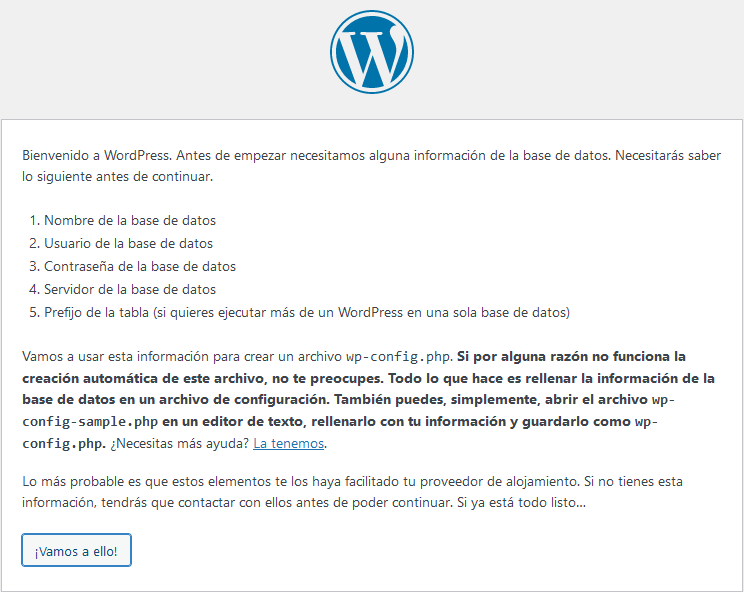 Bienvenido a WordPress. Antes de empezar necesitamos alguna información de la base de datos. Necesitarás saber
lo siguiente antes de continuar.
1. Nombre de la base de datos
2. Usuario de la base de datos
3. Contraseña de la base de datos
4. Servidor de la base de datos
5. Prefijo de la tabla (si quieres ejecutar más de un WordPress en una sola base de datos)
Vamos a usar esta información para crear un archivo wp-config.php. Si por alguna razón no funciona la
creación automática de este archivo, no te preocupes. Todo lo que hace es rellenar la información de la
base de datos en un archivo de configuración. También puedes, simplemente, abrir el archivo wp-
config-sample.php en un editor de texto, rellenarlo con tu información y guardarlo como wp-
config.php. ¿Necesitas más ayuda? La tenemos.
Lo más probable es que estos elementos te los haya facilitado tu proveedor de alojamiento. Si no tienes esta
información, tendrás que contactar con ellos antes de poder continuar. Si ya está todo listo...
¡Vamos a ello!